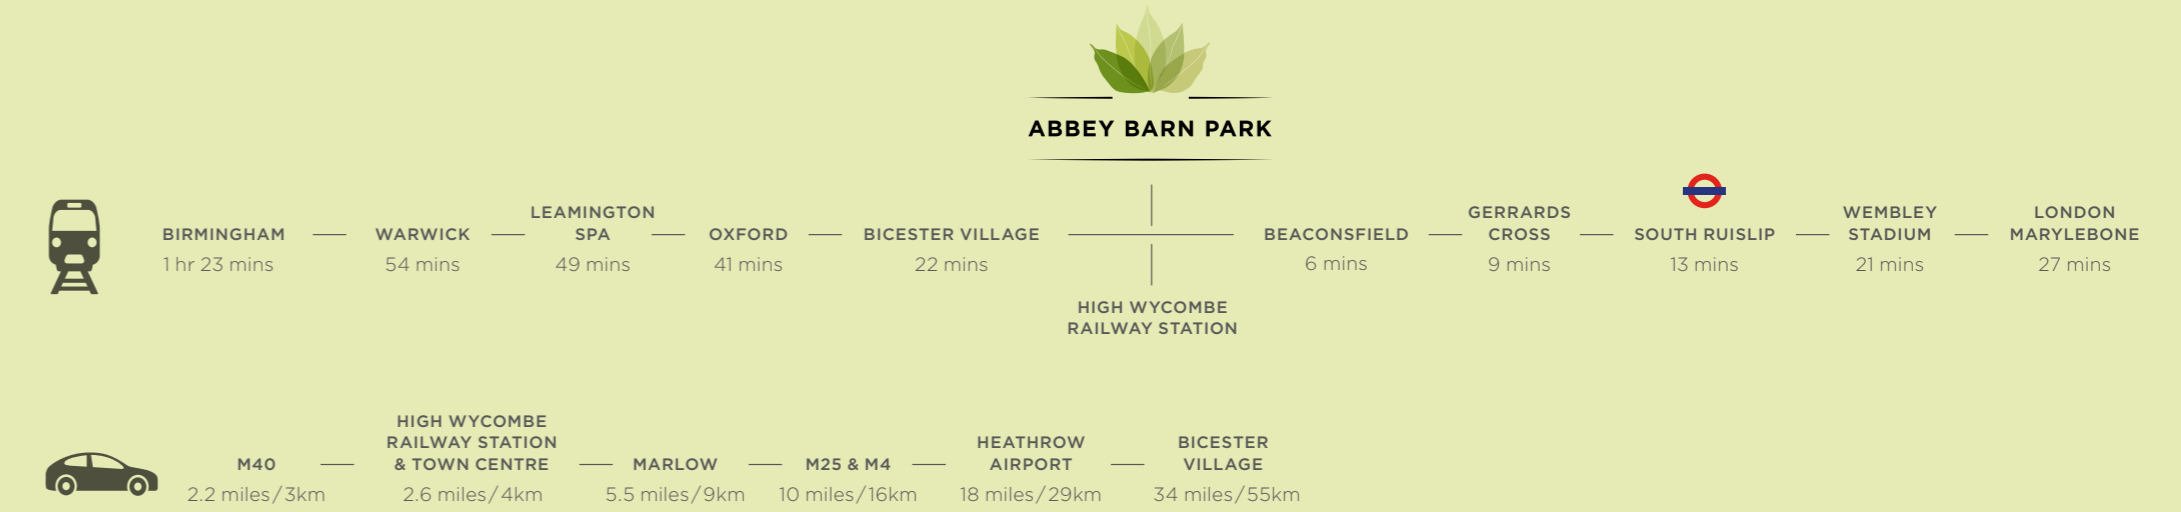 ABBEY BARN PARK
BIRMINGHAM
1 hr 23 mins
WARWICK
54 mins
LEAMINGTON
SPA
49 mins
OXFORD
41 mins
BICESTER VILLAGE
22 mins
HIGH WYCOMBE
RAILWAY STATION
BEACONSFIELD
6 mins
GERRARDS
CROSS
9 mins
SOUTH RUISLIP
13 mins
WEMBLEY
STADIUM
21 mins
LONDON
MARYLEBONE
27 mins
M40
2.2 miles/3km
HIGH WYCOMBE
RAILWAY STATION
& TOWN CENTRE
2.6 miles/4km
MARLOW
5.5 miles/9km
M25 & M4
10 miles/16km
HEATHROW
AIRPORT
18 miles/29km
BICESTER
VILLAGE
34 miles/55km